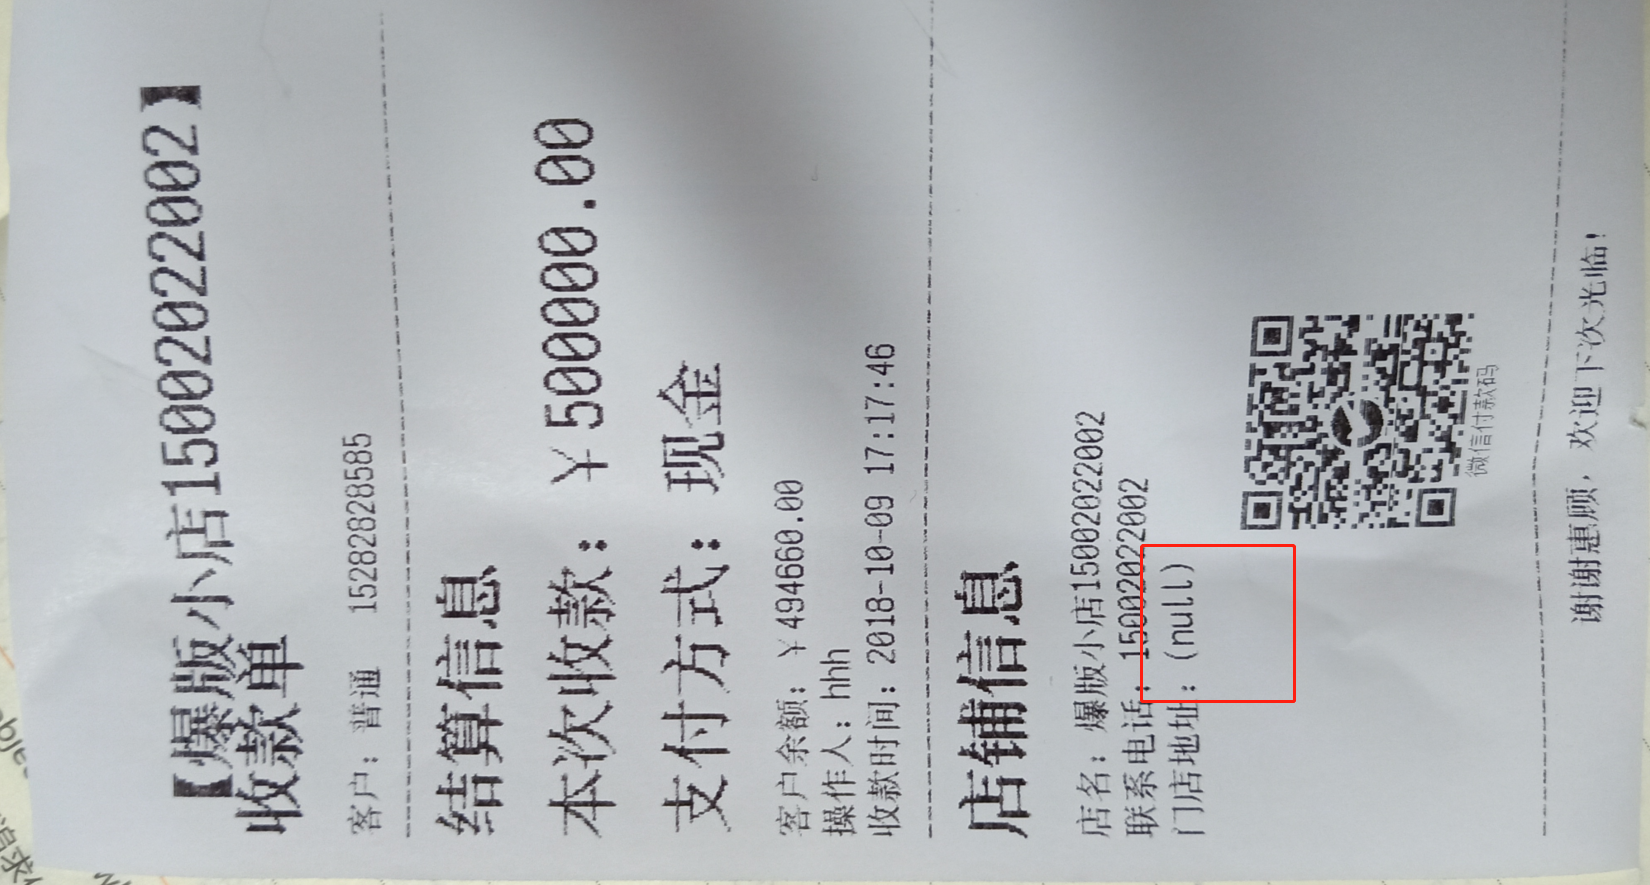 【爆版小店15002022002】
收款单
客户：普通 15282828585
结算信息
本次收款：￥500000.00
支付方式：现金
客户余额：￥494660.00
操作人：hhh
收款时间：2018-10-09 17:17:46
店铺信息
店名：爆版小店15002022002
联系电话：15002022002
门店地址：(null)
微信付款码
谢谢惠顾，欢迎下次光临！